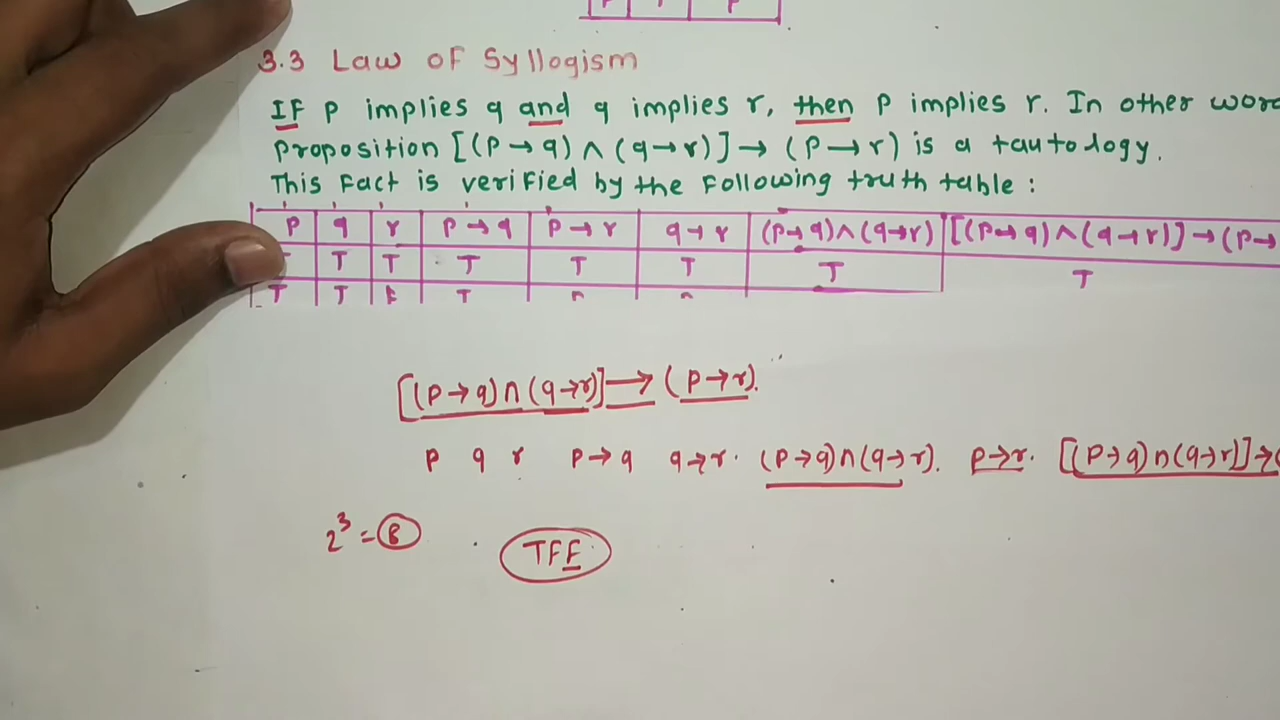 3.3 Law of Syllogism
IF p implies q and q implies r, then p implies r. In other
proposition [(p→q) ∧ (q→r)] → (p→r) is a tautology.
This Fact is verified by the Following truth table :
p q r p→q p→r q→r (p→q)∧(q→r) [(p→q)∧(q→r)]→(p→
T T T T T T T
T T F T
[(p→q)∩(q→r)]→(p→r).
p q r p→q q→r. (p→q)∩(q→r). p→r. [(p→q)∩(q→r)]→(
2³=8 TFF